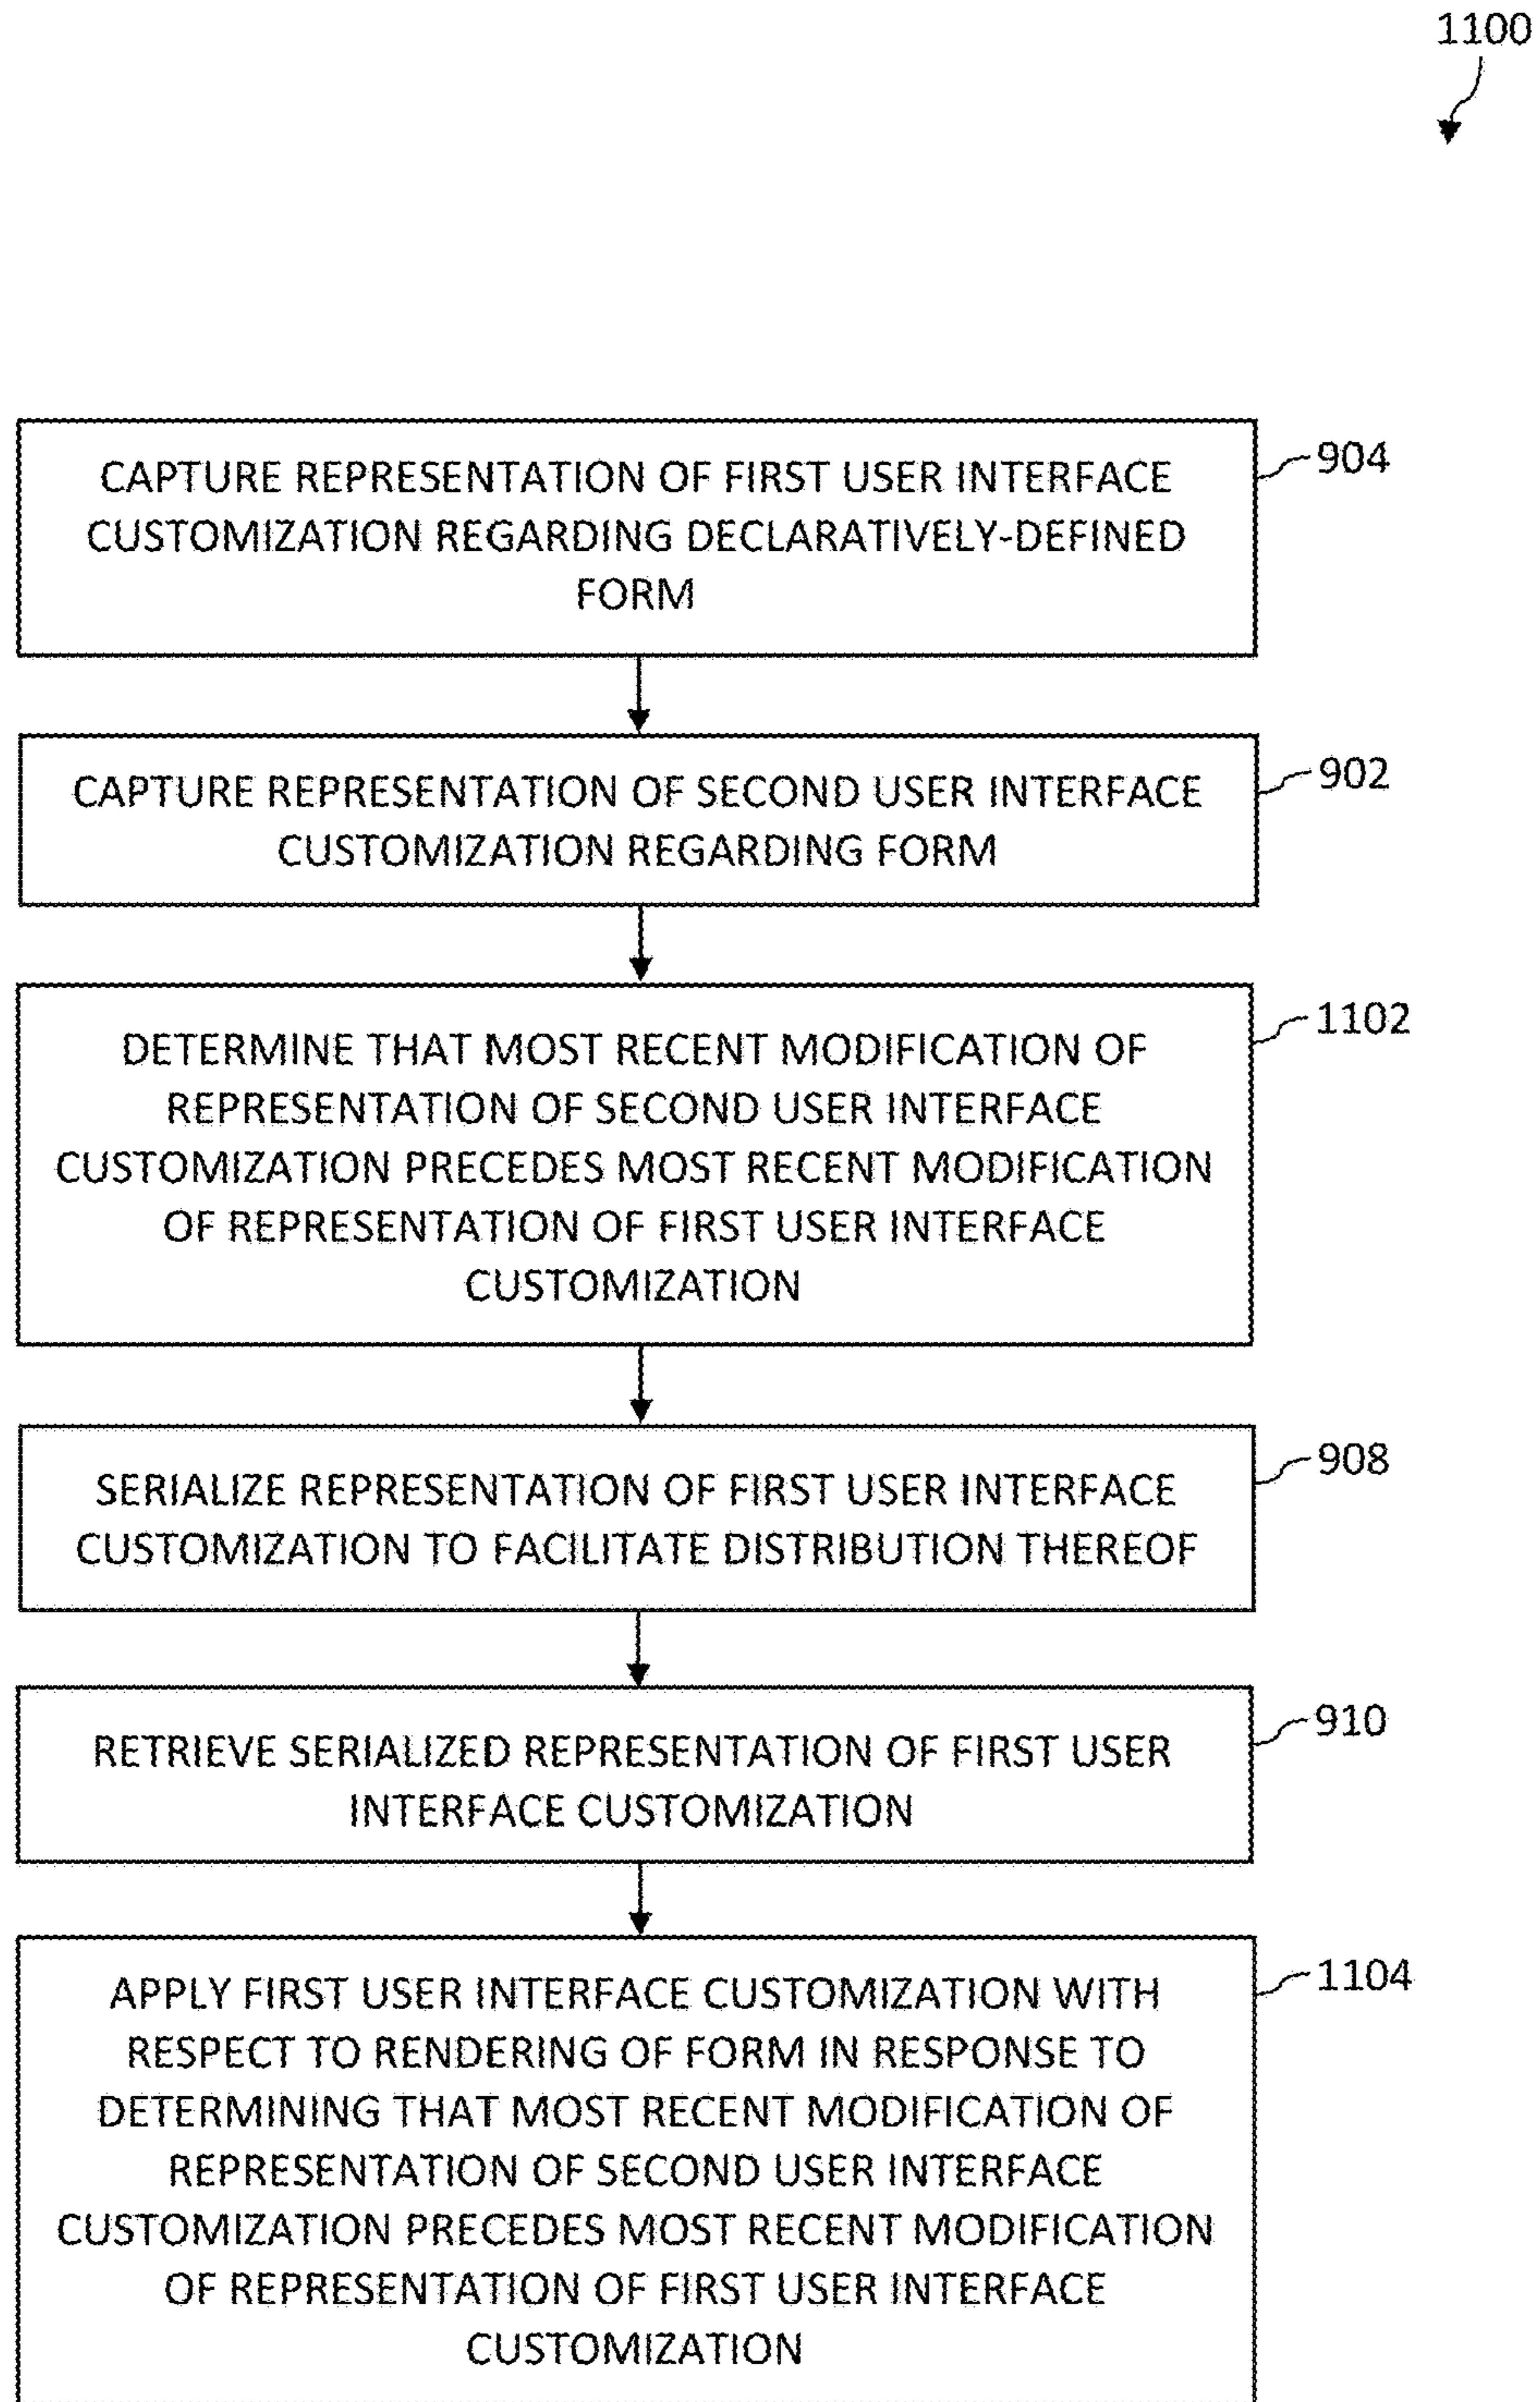 1100
CAPTURE REPRESENTATION OF FIRST USER INTERFACE
CUSTOMIZATION REGARDING DECLARATIVELY-DEFINED
FORM
904
CAPTURE REPRESENTATION OF SECOND USER INTERFACE
CUSTOMIZATION REGARDING FORM
902
DETERMINE THAT MOST RECENT MODIFICATION OF
REPRESENTATION OF SECOND USER INTERFACE
CUSTOMIZATION PRECEDES MOST RECENT MODIFICATION
OF REPRESENTATION OF FIRST USER INTERFACE
CUSTOMIZATION
1102
SERIALIZE REPRESENTATION OF FIRST USER INTERFACE
CUSTOMIZATION TO FACILITATE DISTRIBUTION THEREOF
908
RETRIEVE SERIALIZED REPRESENTATION OF FIRST USER
INTERFACE CUSTOMIZATION
910
APPLY FIRST USER INTERFACE CUSTOMIZATION WITH
RESPECT TO RENDERING OF FORM IN RESPONSE TO
DETERMINING THAT MOST RECENT MODIFICATION OF
REPRESENTATION OF SECOND USER INTERFACE
CUSTOMIZATION PRECEDES MOST RECENT MODIFICATION
OF REPRESENTATION OF FIRST USER INTERFACE
CUSTOMIZATION
1104